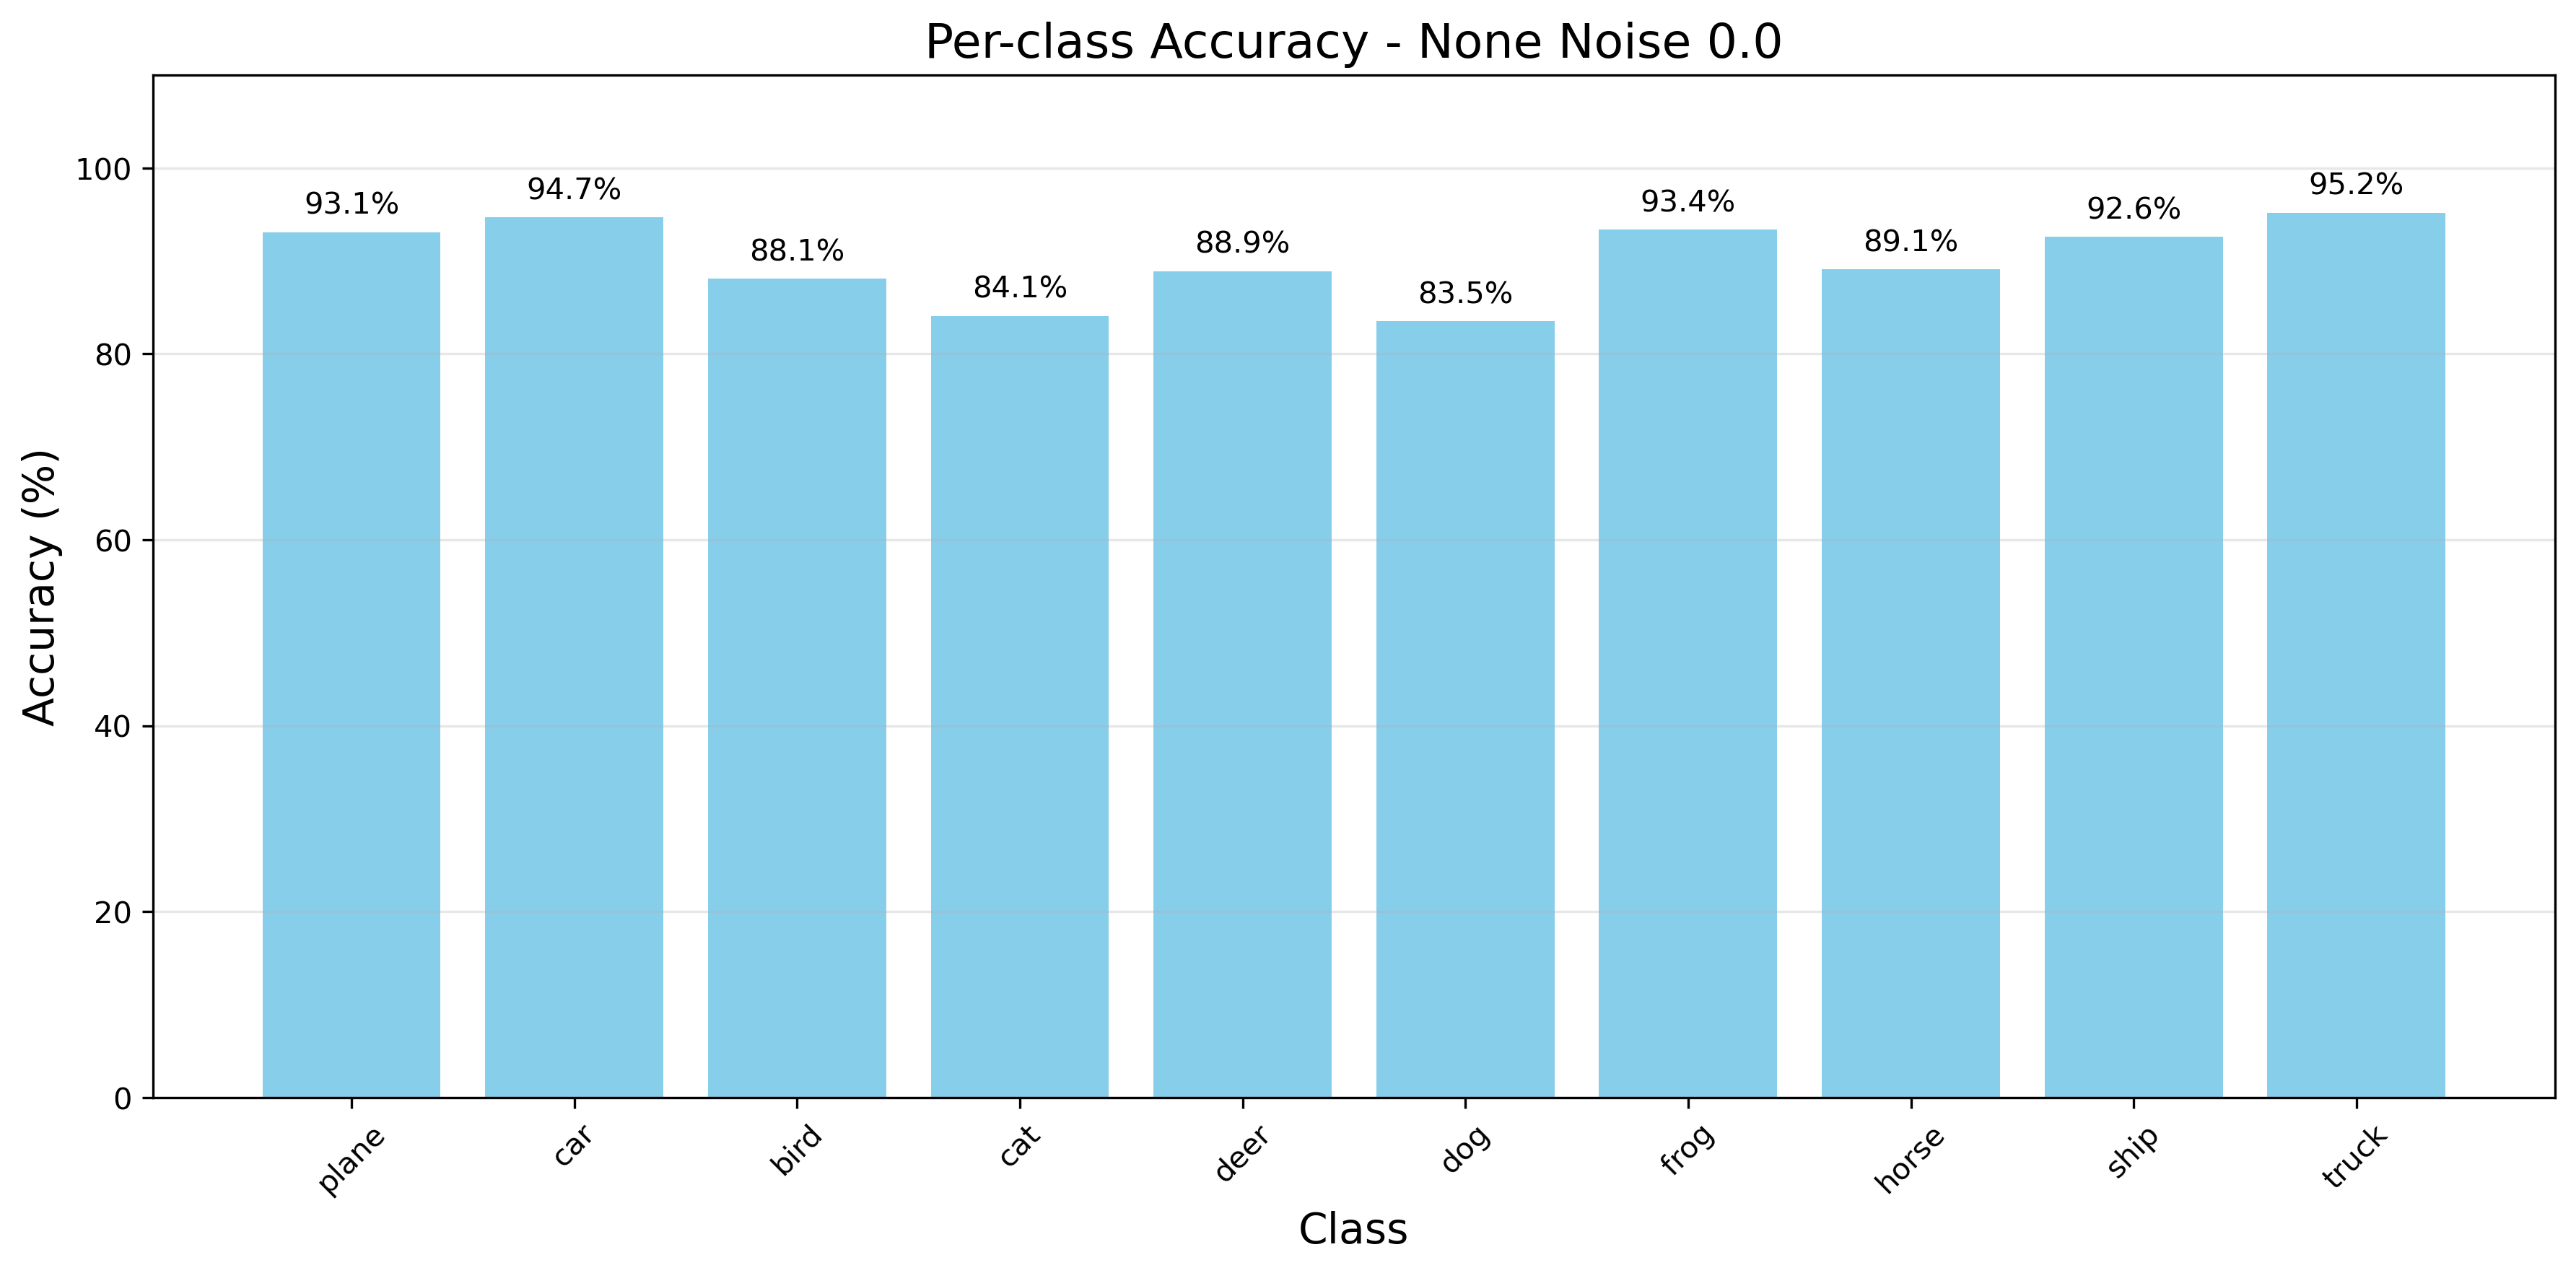 Per-class Accuracy - None Noise 0.0
Accuracy (%)
100
80
60
40
20
0
93.1%
94.7%
88.1%
84.1%
88.9%
83.5%
93.4%
89.1%
92.6%
95.2%
plane
car
bird
cat
deer
dog
frog
horse
ship
truck
Class